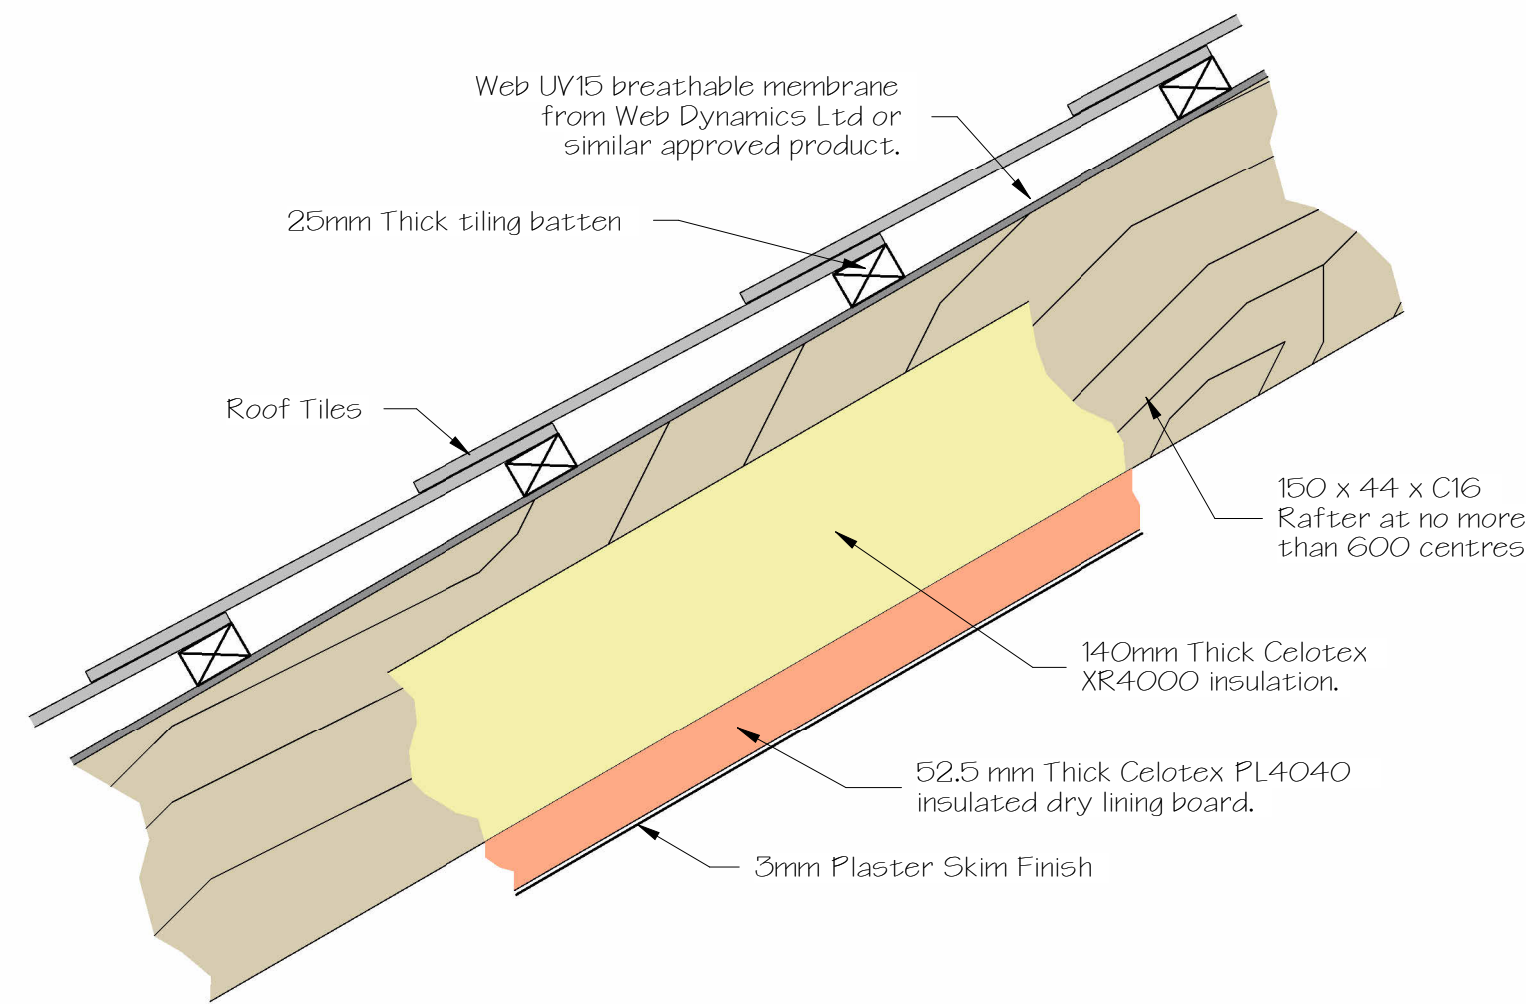 Web UV15 breathable membrane
from Web Dynamics Ltd or
similar approved product.
25mm Thick tiling batten
Roof Tiles
150 x 44 x C16
Rafter at no more
than 600 centres
140mm Thick Celotex
XR4000 insulation.
52.5 mm Thick Celotex PL4040
insulated dry lining board.
3mm Plaster Skim Finish